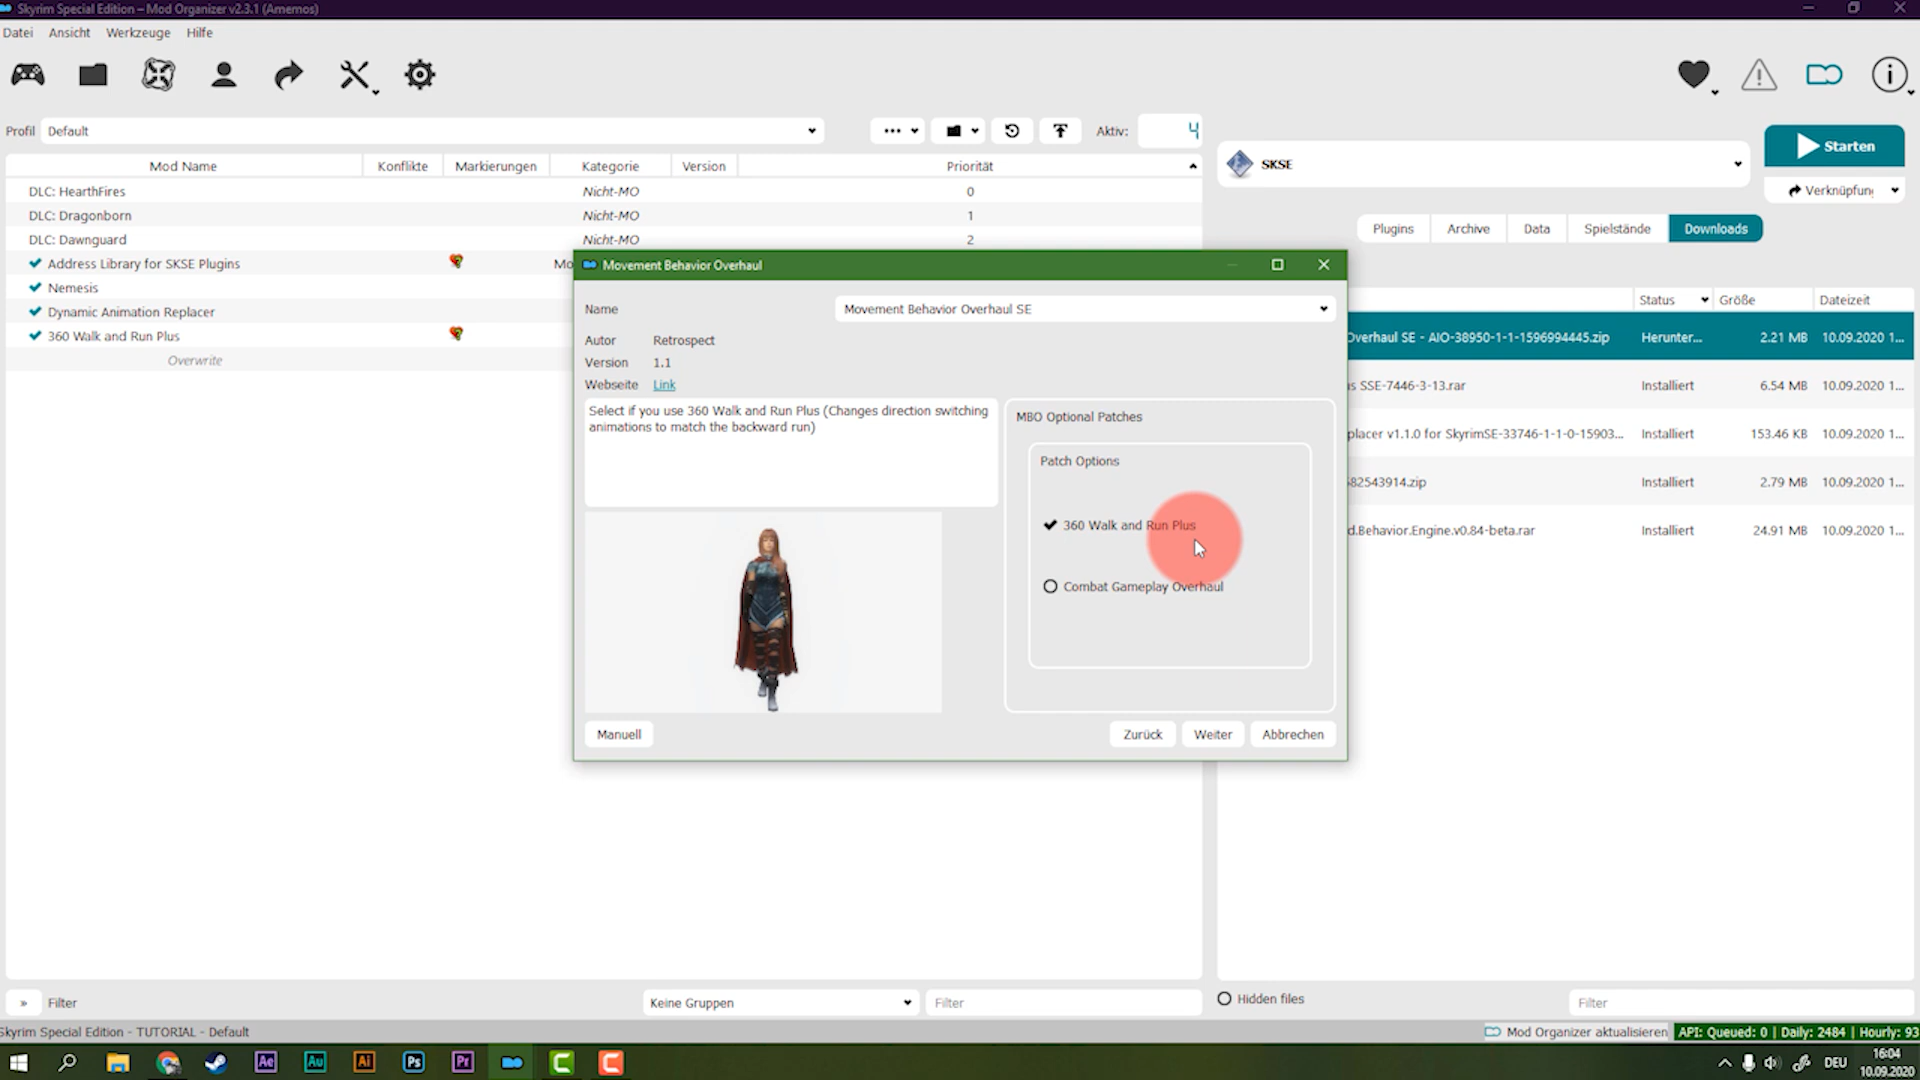 Skyrim Special Edition – Mod Organizer v2.3.1 (Amemos)
Datei Ansicht Werkzeuge Hilfe
Profil Default Aktiv: 4
Mod Name Konflikte Markierungen Kategorie Version Priorität
DLC: HearthFires Nicht-MO 0
DLC: Dragonborn Nicht-MO 1
DLC: Dawnguard Nicht-MO 2
Address Library for SKSE Plugins Mo
Nemesis
Dynamic Animation Replacer
360 Walk and Run Plus
Overwrite
SKSE
Starten
Verknüpfung
Plugins Archive Data Spielstände Downloads
Status Größe Dateizeit
Overhaul SE - AIO-38950-1-1-1596994445.zip Herunter... 2.21 MB 10.09.2020 1...
s SSE-7446-3-13.rar Installiert 6.54 MB 10.09.2020 1...
placer v1.1.0 for SkyrimSE-33746-1-1-0-15903... Installiert 153.46 KB 10.09.2020 1...
82543914.zip Installiert 2.79 MB 10.09.2020 1...
d.Behavior.Engine.v0.84-beta.rar Installiert 24.91 MB 10.09.2020 1...
Movement Behavior Overhaul
Name Movement Behavior Overhaul SE
Autor Retrospect
Version 1.1
Webseite Link
Select if you use 360 Walk and Run Plus (Changes direction switching
animations to match the backward run)
MBO Optional Patches
Patch Options
360 Walk and Run Plus
Combat Gameplay Overhaul
Manuell Zurück Weiter Abbrechen
» Filter Keine Gruppen Filter
Hidden files Filter
Skyrim Special Edition - TUTORIAL - Default
Mod Organizer aktualisieren API: Queued: 0 | Daily: 2484 | Hourly: 93
Ae Au Ai Ps Pr
DEU
16:04
10.09.2020